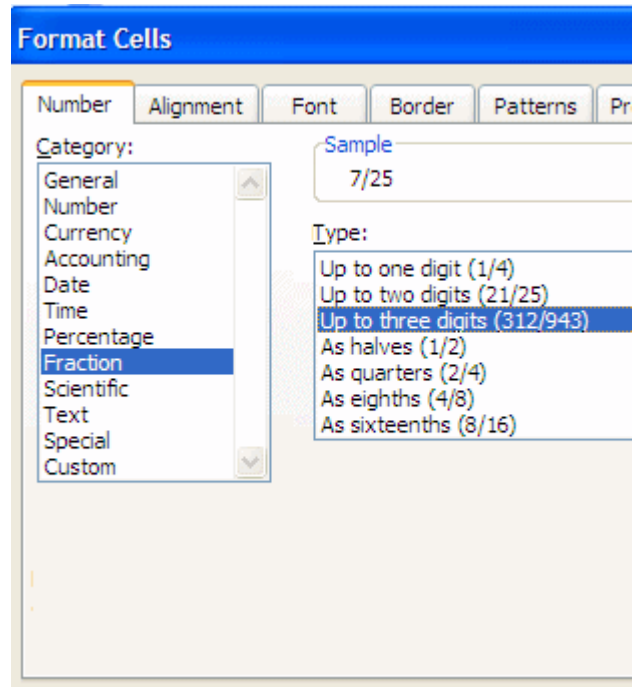 Format Cells
Number Alignment Font Border Patterns Pr
Category:
General
Number
Currency
Accounting
Date
Time
Percentage
Fraction
Scientific
Text
Special
Custom
Sample
7/25
Type:
Up to one digit (1/4)
Up to two digits (21/25)
Up to three digits (312/943)
As halves (1/2)
As quarters (2/4)
As eighths (4/8)
As sixteenths (8/16)